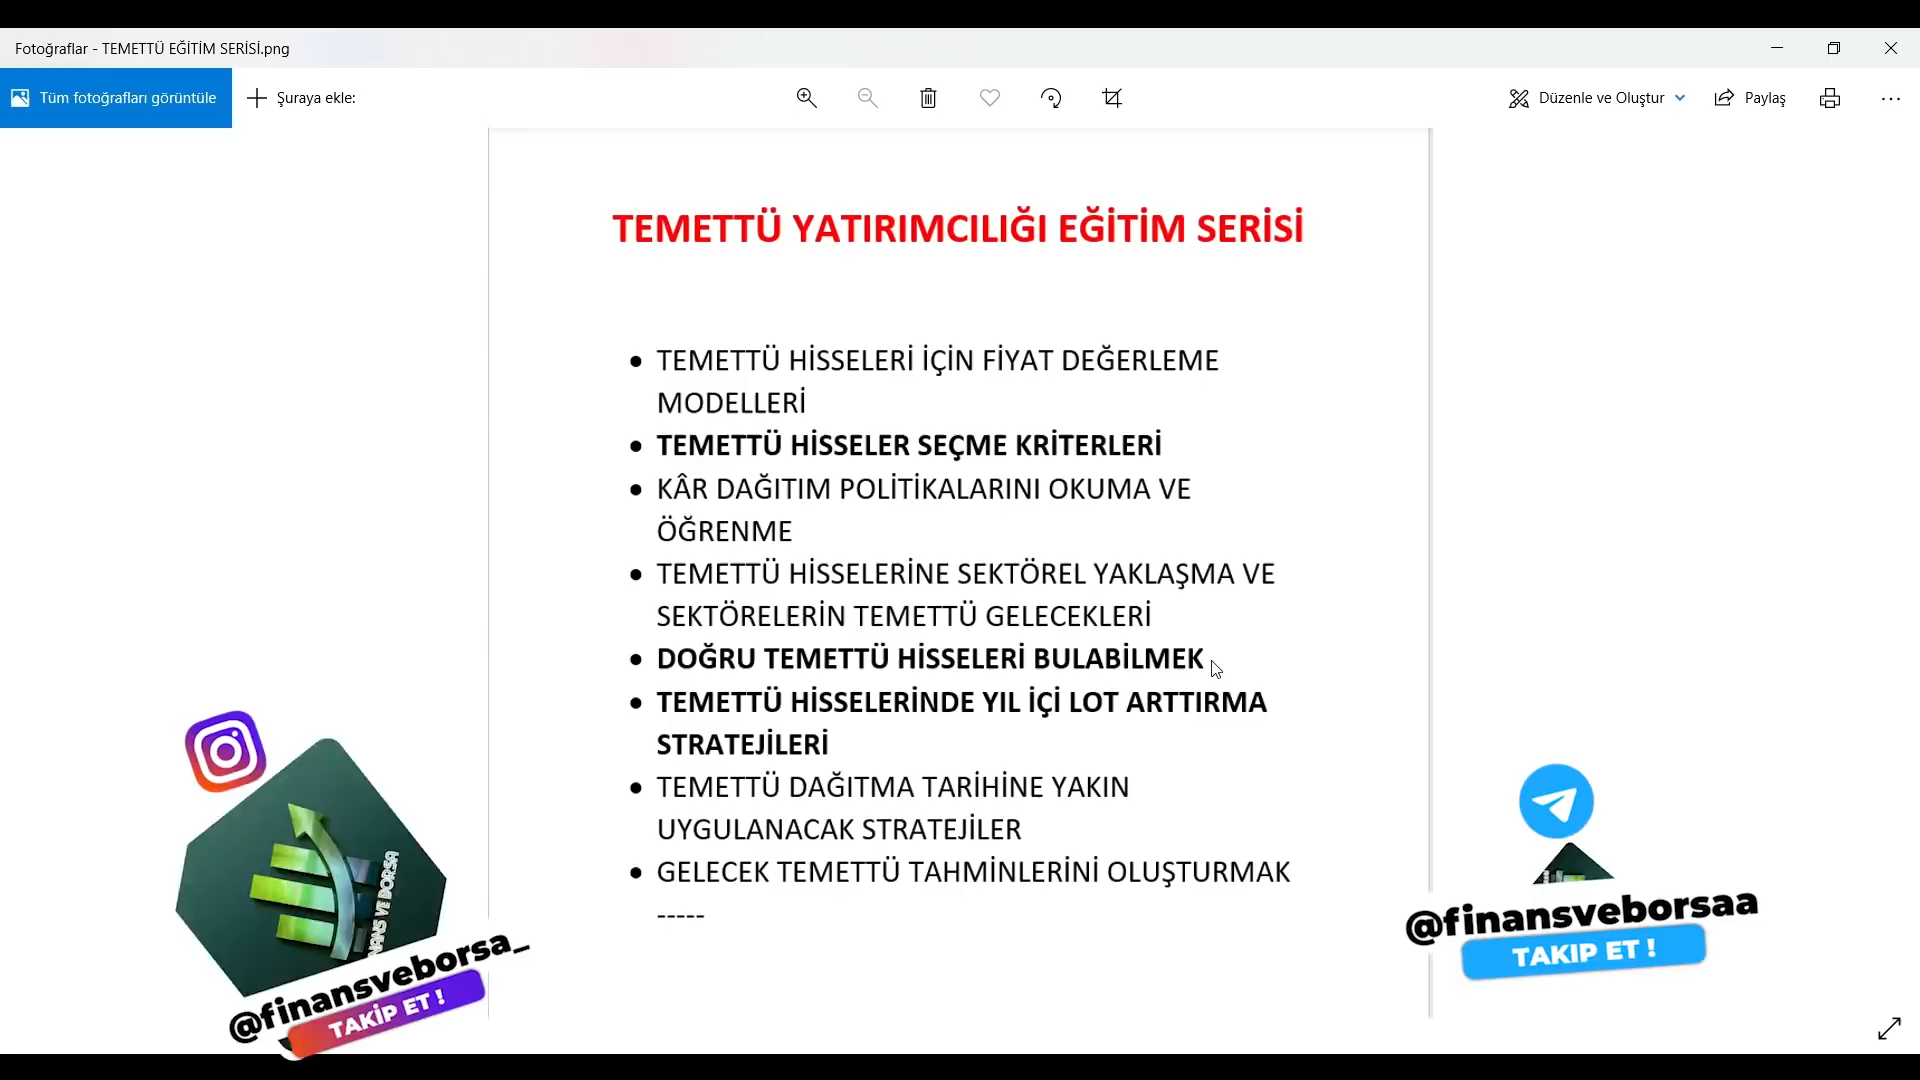 Fotoğraflar - TEMETTÜ EĞİTİM SERİSİ.png
Tüm fotoğrafları görüntüle
Şuraya ekle:
Düzenle ve Oluştur
Paylaş
TEMETTÜ YATIRIMCILIĞI EĞİTİM SERİSİ
• TEMETTÜ HİSSELERİ İÇİN FİYAT DEĞERLEME
MODELLERİ
• TEMETTÜ HİSSELER SEÇME KRİTERLERİ
• KÂR DAĞITIM POLİTİKALARINI OKUMA VE
ÖĞRENME
• TEMETTÜ HİSSELERİNE SEKTÖREL YAKLAŞMA VE
SEKTÖRELERİN TEMETTÜ GELECEKLERİ
• DOĞRU TEMETTÜ HİSSELERİ BULABİLMEK
• TEMETTÜ HİSSELERİNDE YIL İÇİ LOT ARTTIRMA
STRATEJİLERİ
• TEMETTÜ DAĞITMA TARİHİNE YAKIN
UYGULANACAK STRATEJİLER
• GELECEK TEMETTÜ TAHMİNLERİNİ OLUŞTURMAK
-----
VE BORSA
@finansveborsa_
TAKİP ET !
@finansveborsaa
TAKIP ET !